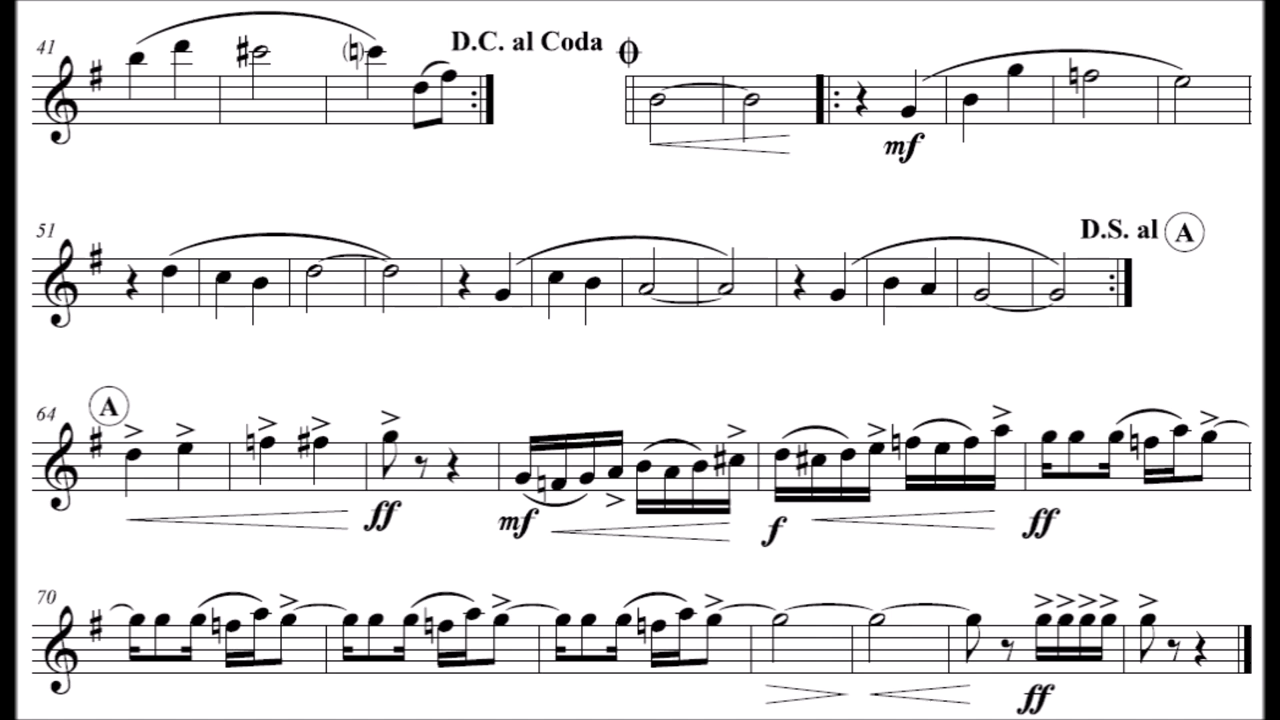 41 D.C. al Coda
mf
51 D.S. al A
64 A
ff mf f ff
70
ff